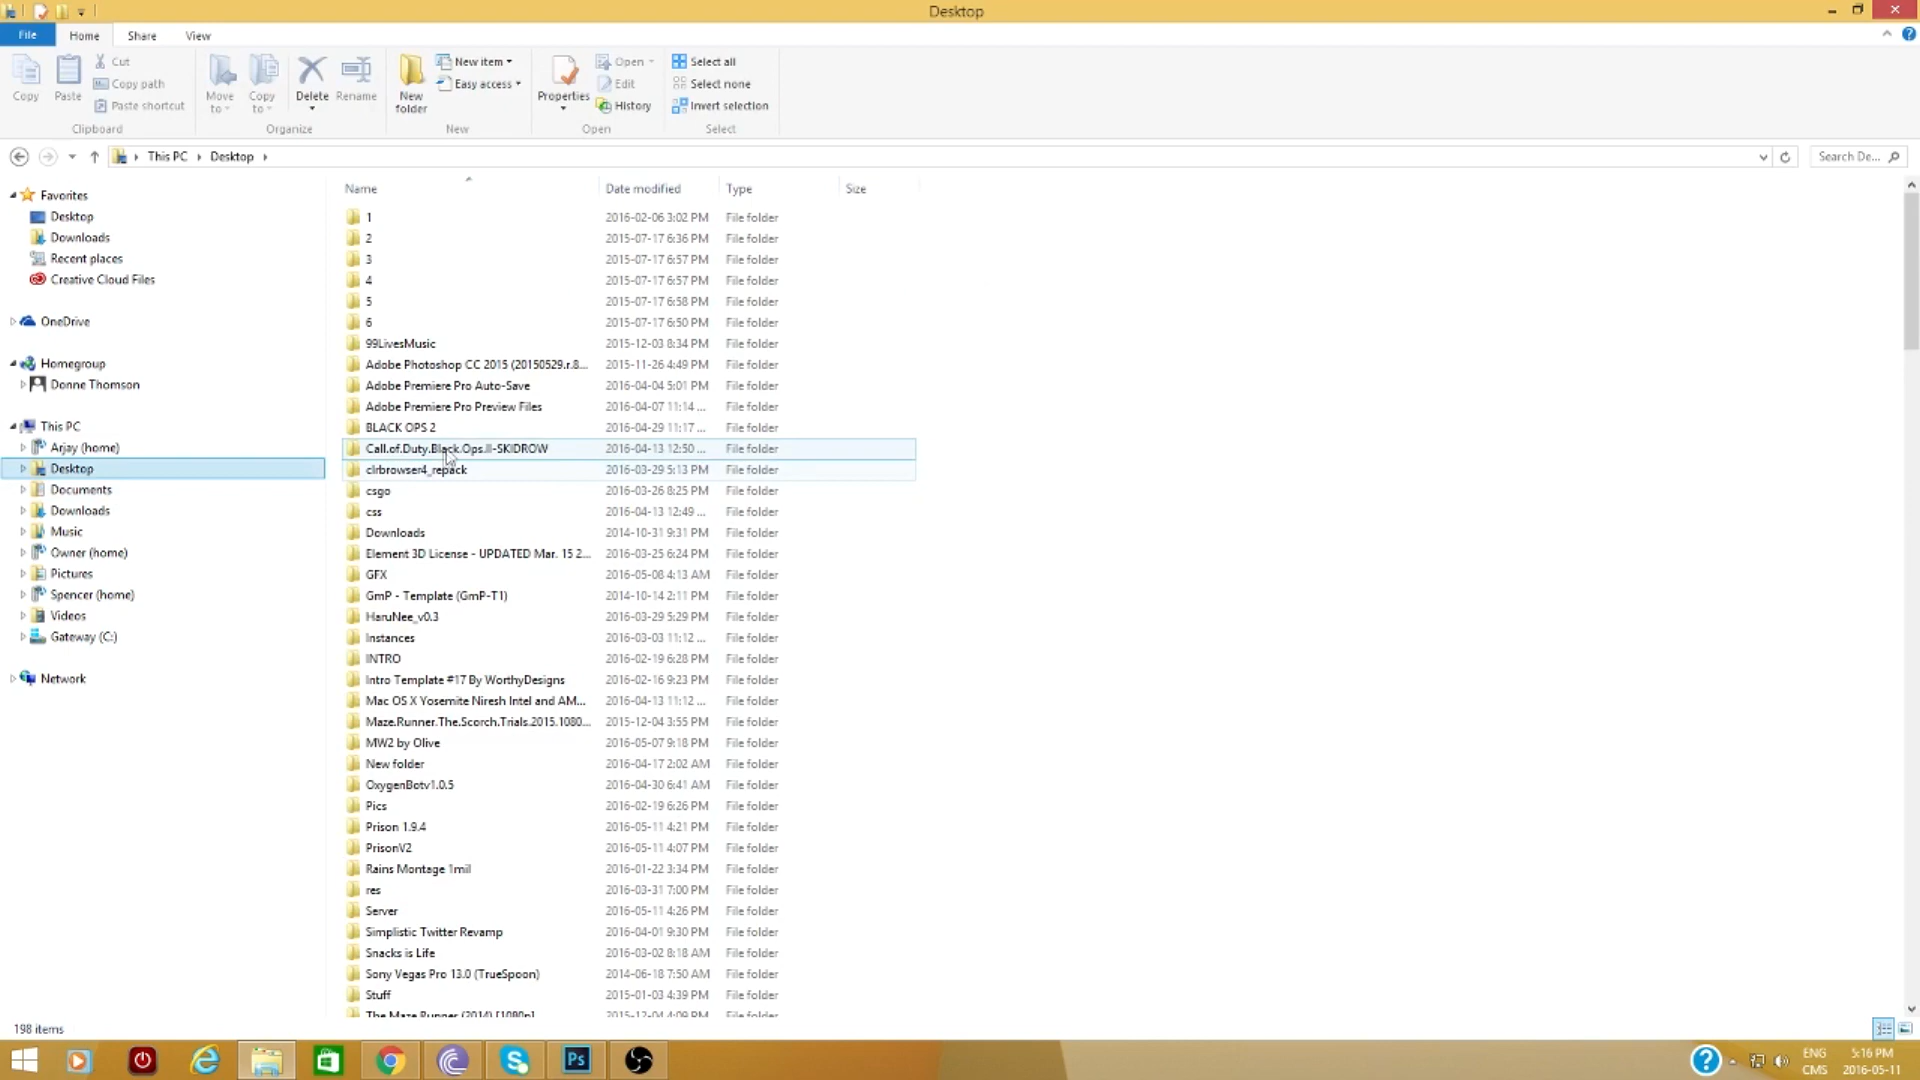 Desktop
File Home Share View
Copy Paste Cut Copy path Paste shortcut Move to Copy to Delete Rename New folder New item Easy access Properties Open Edit History Select all Select none Invert selection
Clipboard Organize New Open Select
This PC Desktop Search De...
Name Date modified Type Size
Favorites
Desktop
Downloads
Recent places
Creative Cloud Files
OneDrive
Homegroup
Donne Thomson
This PC
Arjay (home)
Desktop
Documents
Downloads
Music
Owner (home)
Pictures
Spencer (home)
Videos
Gateway (C:)
Network
1 2016-02-06 3:02 PM File folder
2 2015-07-17 6:36 PM File folder
3 2015-07-17 6:57 PM File folder
4 2015-07-17 6:57 PM File folder
5 2015-07-17 6:58 PM File folder
6 2015-07-17 6:50 PM File folder
99LivesMusic 2015-12-03 8:34 PM File folder
Adobe Photoshop CC 2015 (20150529.r.8... 2015-11-26 4:49 PM File folder
Adobe Premiere Pro Auto-Save 2016-04-04 5:01 PM File folder
Adobe Premiere Pro Preview Files 2016-04-07 11:14 ... File folder
BLACK OPS 2 2016-04-29 11:17 ... File folder
Call.of.Duty.Black.Ops.II-SKIDROW 2016-04-13 12:50 ... File folder
clrbrowser4_repack 2016-03-29 5:13 PM File folder
csgo 2016-03-26 8:25 PM File folder
css 2016-04-13 12:49 ... File folder
Downloads 2014-10-31 9:31 PM File folder
Element 3D License - UPDATED Mar. 15 2... 2016-03-25 6:24 PM File folder
GFX 2016-05-08 4:13 AM File folder
GmP - Template (GmP-T1) 2014-10-14 2:11 PM File folder
HaruNee_v0.3 2016-03-29 5:29 PM File folder
Instances 2016-03-03 11:12 ... File folder
INTRO 2016-02-19 6:28 PM File folder
Intro Template #17 By WorthyDesigns 2016-02-16 9:23 PM File folder
Mac OS X Yosemite Niresh Intel and AM... 2016-04-13 11:12 ... File folder
Maze.Runner.The.Scorch.Trials.2015.1080... 2015-12-04 3:55 PM File folder
MW2 by Olive 2016-05-07 9:18 PM File folder
New folder 2016-04-17 2:02 AM File folder
OxygenBotv1.0.5 2016-04-30 6:41 AM File folder
Pics 2016-02-19 6:26 PM File folder
Prison 1.9.4 2016-05-11 4:21 PM File folder
PrisonV2 2016-05-11 4:07 PM File folder
Rains Montage 1mil 2016-01-22 3:34 PM File folder
res 2016-03-31 7:00 PM File folder
Server 2016-05-11 4:26 PM File folder
Simplistic Twitter Revamp 2016-04-01 9:30 PM File folder
Snacks is Life 2016-03-02 8:18 AM File folder
Sony Vegas Pro 13.0 (TrueSpoon) 2014-06-18 7:50 AM File folder
Stuff 2015-01-03 4:39 PM File folder
The Maze Runner (2014) [1080p] 2015-12-04 4:09 PM File folder
198 items
Ps
ENG 5:16 PM
CMS 2016-05-11